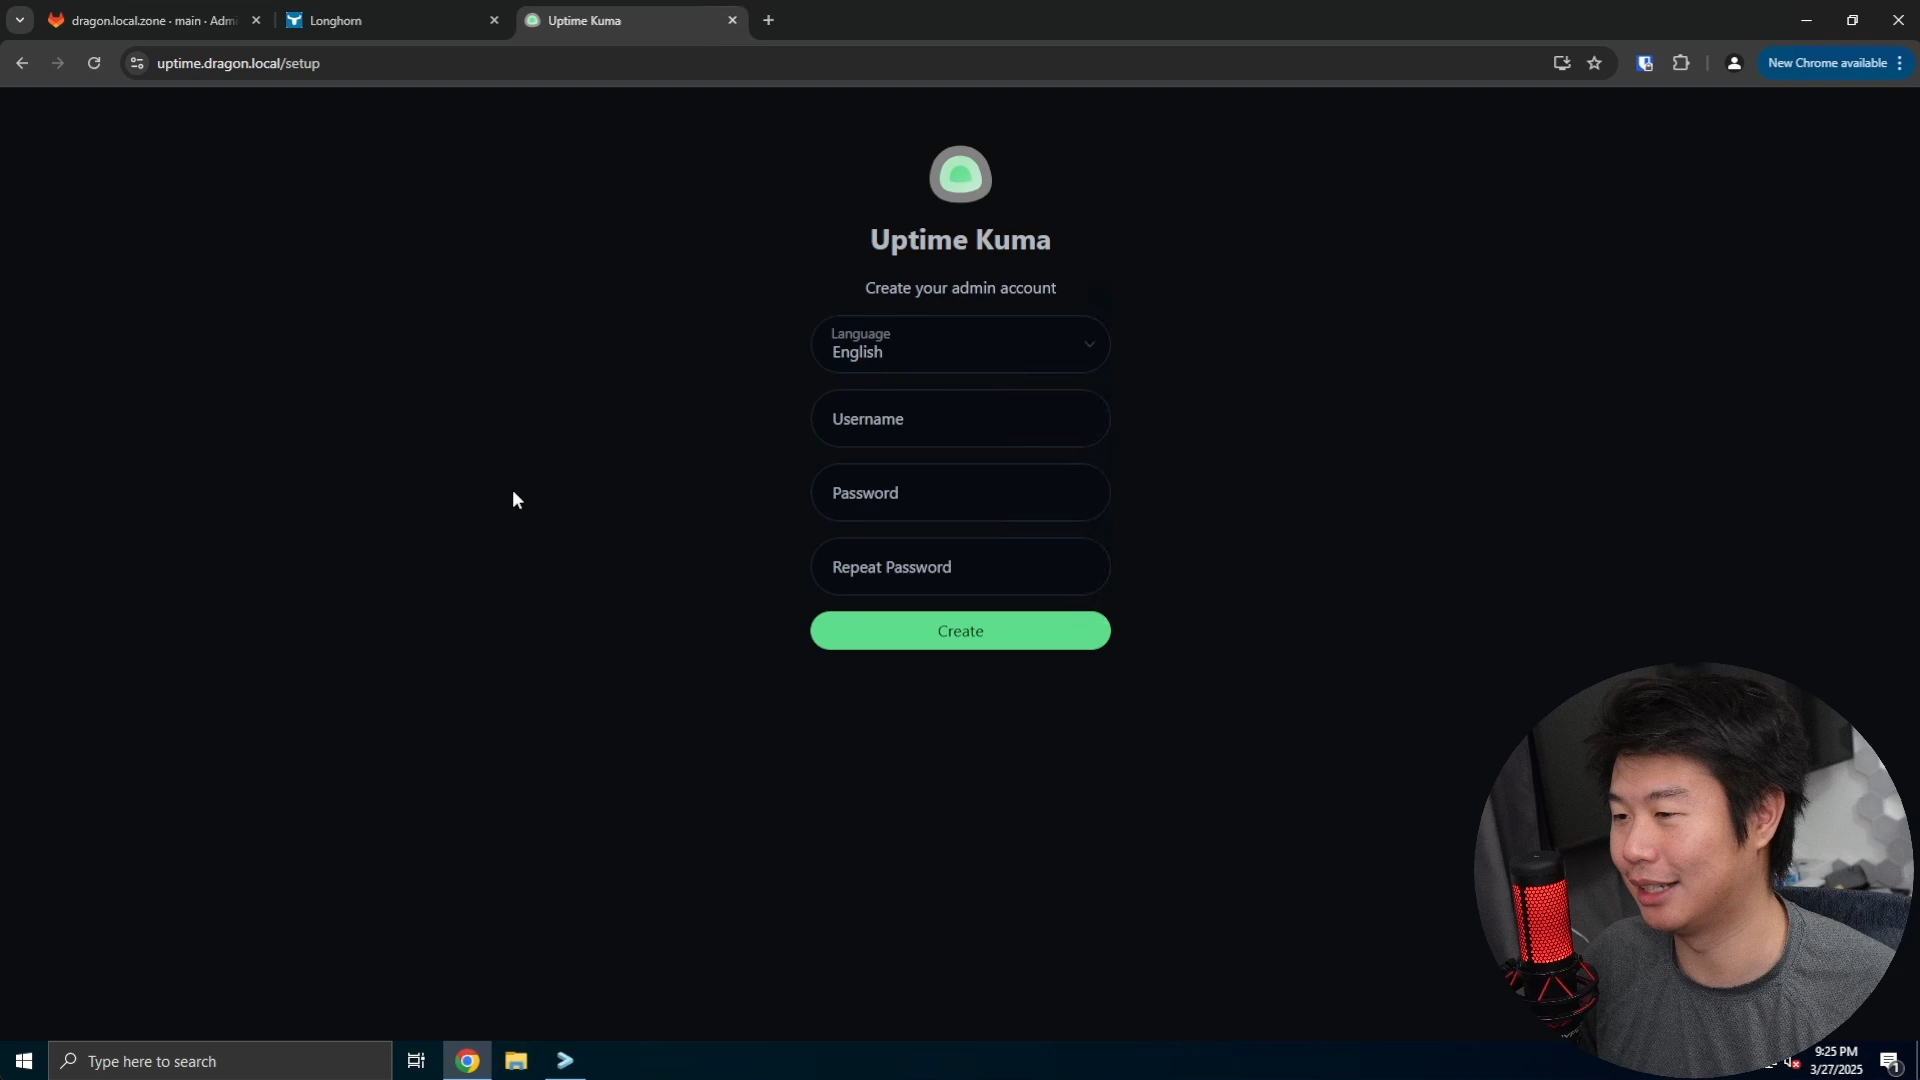 dragon.local.zone · main · Adm
Longhorn
Uptime Kuma
uptime.dragon.local/setup
New Chrome available
Uptime Kuma
Create your admin account
Language
English
Username
Password
Repeat Password
Create
Type here to search
9:25 PM
3/27/2025
1